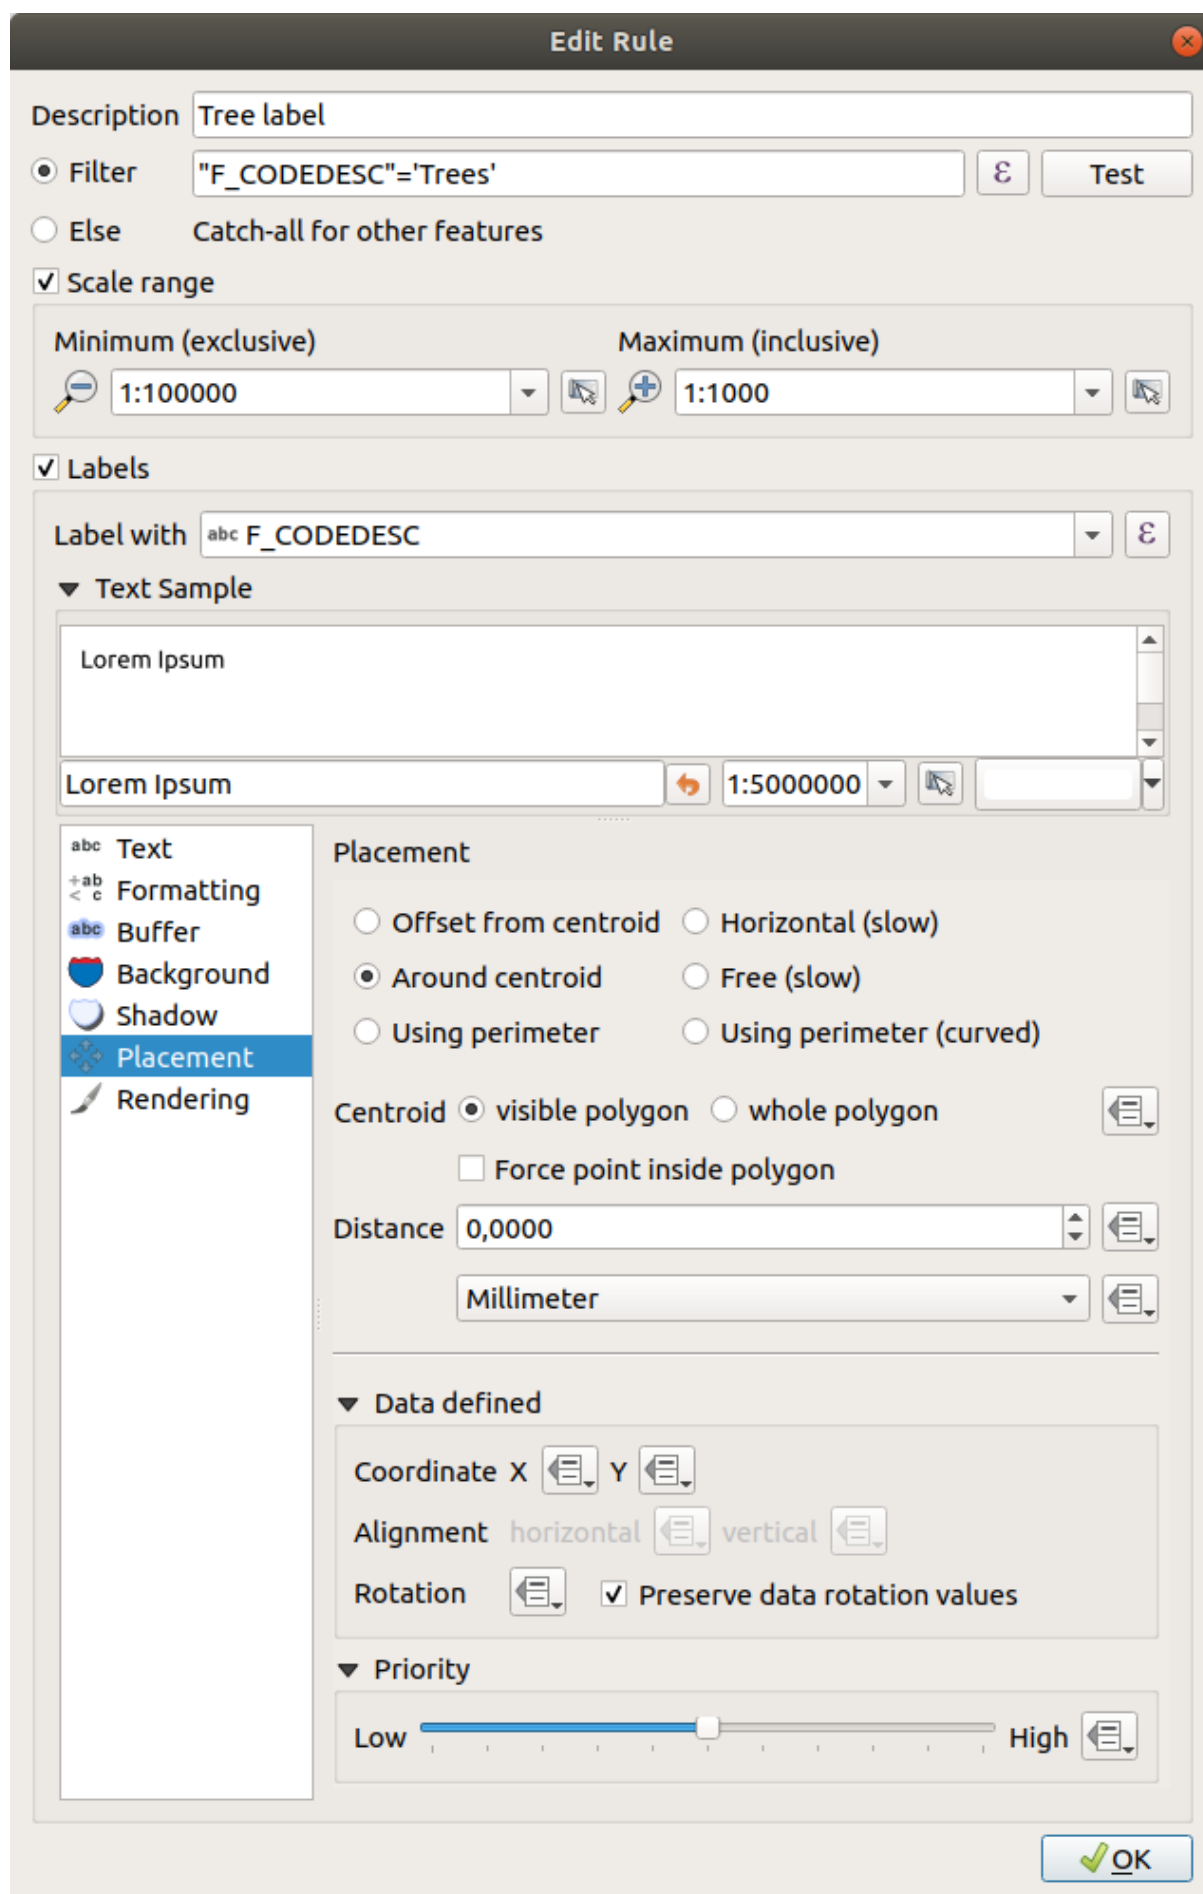 Edit Rule
Description Tree label
Filter "F_CODEDESC"='Trees' ε Test
Else Catch-all for other features
Scale range
Minimum (exclusive) Maximum (inclusive)
1:100000 1:1000
Labels
Label with abc F_CODEDESC ε
Text Sample
Lorem Ipsum
Lorem Ipsum 1:5000000
abc Text
+ab < c Formatting
abc Buffer
Background
Shadow
Placement
Rendering
Placement
Offset from centroid Horizontal (slow)
Around centroid Free (slow)
Using perimeter Using perimeter (curved)
Centroid visible polygon whole polygon
Force point inside polygon
Distance 0,0000
Millimeter
Data defined
Coordinate X Y
Alignment horizontal vertical
Rotation Preserve data rotation values
Priority
Low High
OK